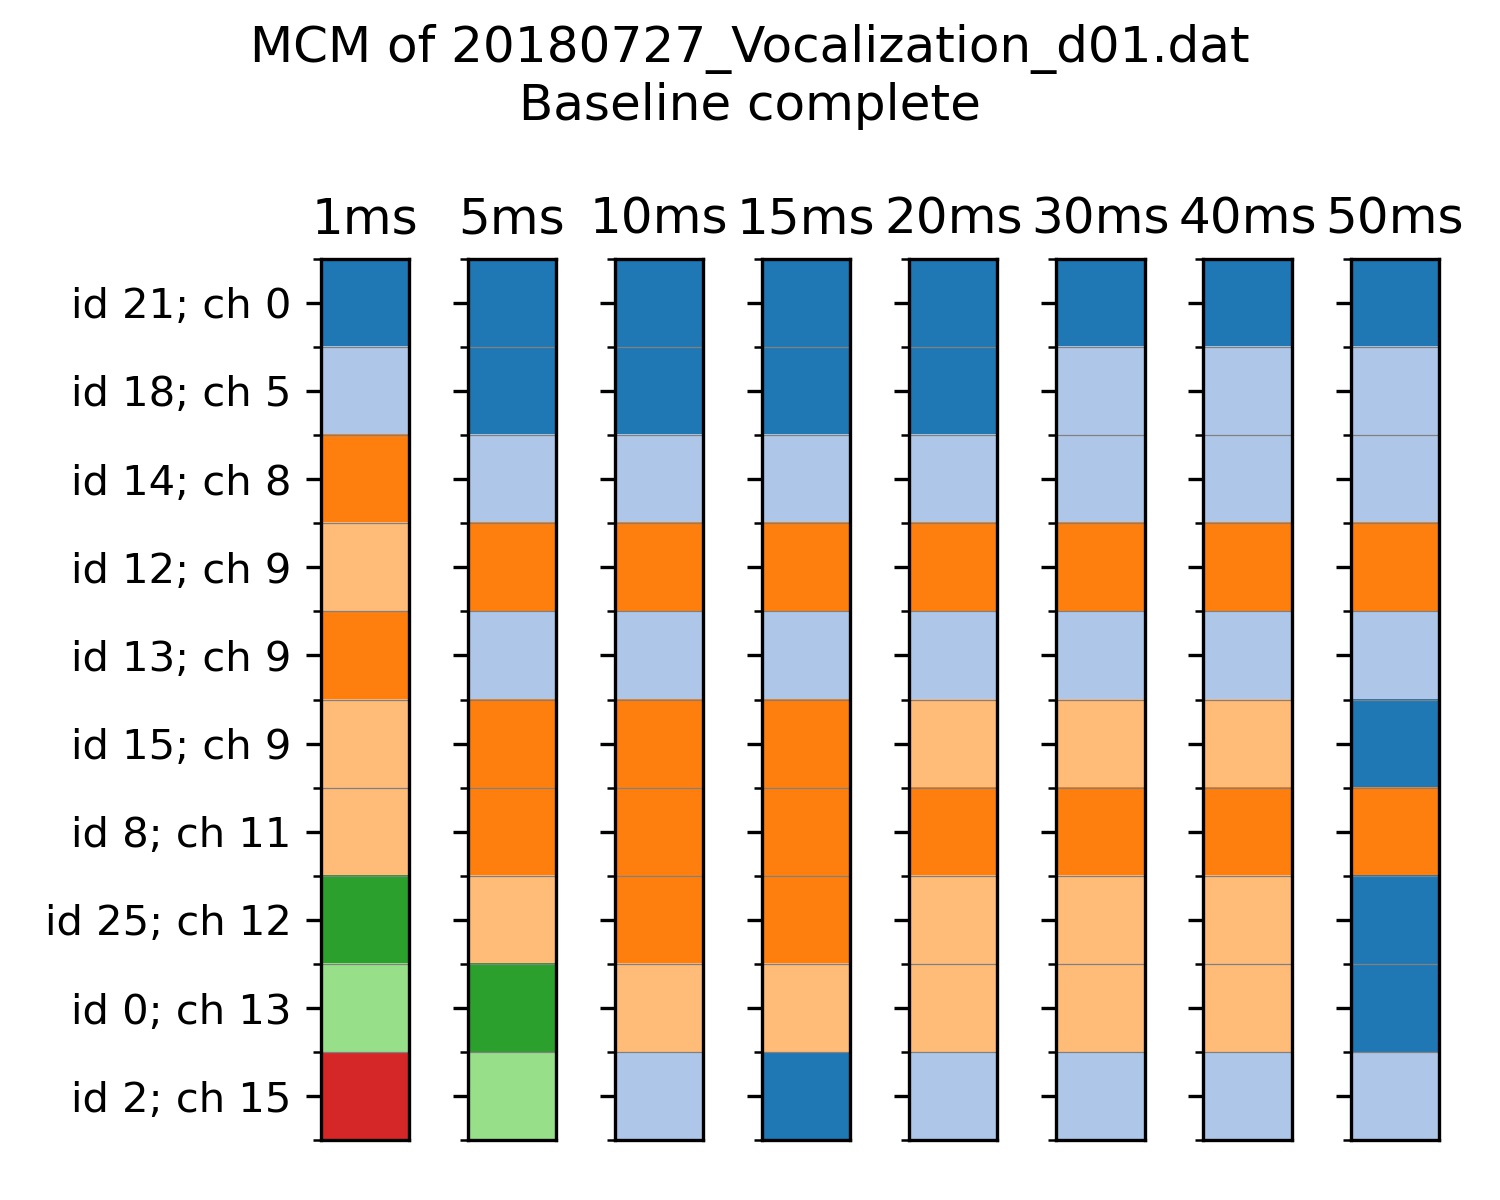 MCM of 20180727_Vocalization_d01.dat
Baseline complete
1ms 5ms 10ms 15ms 20ms 30ms 40ms 50ms
id 21; ch 0
id 18; ch 5
id 14; ch 8
id 12; ch 9
id 13; ch 9
id 15; ch 9
id 8; ch 11
id 25; ch 12
id 0; ch 13
id 2; ch 15